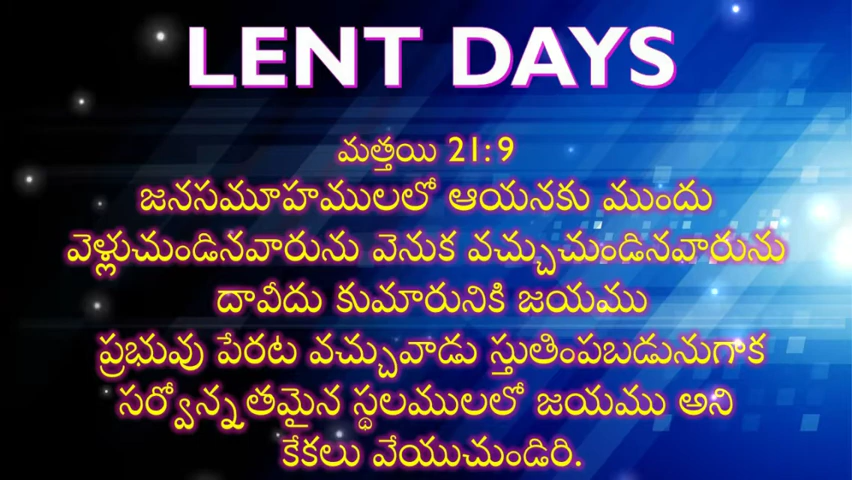 LENT DAYS
మత్తయి 21:9
జనసమూహములలో ఆయనకు ముందు
వెళ్లుచుండినవారును వెనుక వచ్చుచుండినవారును
దావీదు కుమారునికి జయము
ప్రభువు పేరట వచ్చువాడు స్తుతింపబడునుగాక
సర్వోన్నతమైన స్థలములలో జయము అని
కేకలు వేయుచుండిరి.